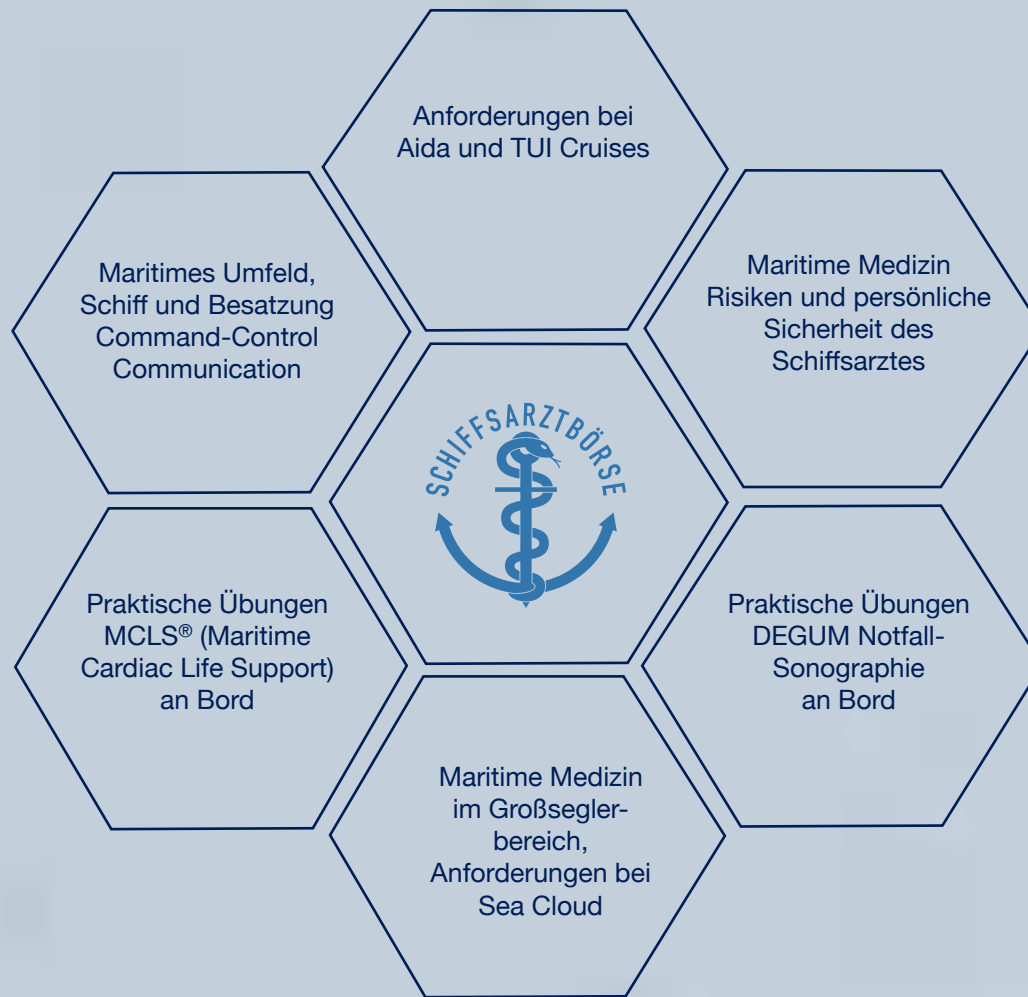 Anforderungen bei
Aida und TUI Cruises
Maritimes Umfeld,
Schiff und Besatzung
Command-Control
Communication
Maritime Medizin
Risiken und persönliche
Sicherheit des
Schiffsarztes
SCHIFFSARZTBÖRSE
Praktische Übungen
MCLS® (Maritime
Cardiac Life Support)
an Bord
Praktische Übungen
DEGUM Notfall-
Sonographie
an Bord
Maritime Medizin
im Großsegler-
bereich,
Anforderungen bei
Sea Cloud